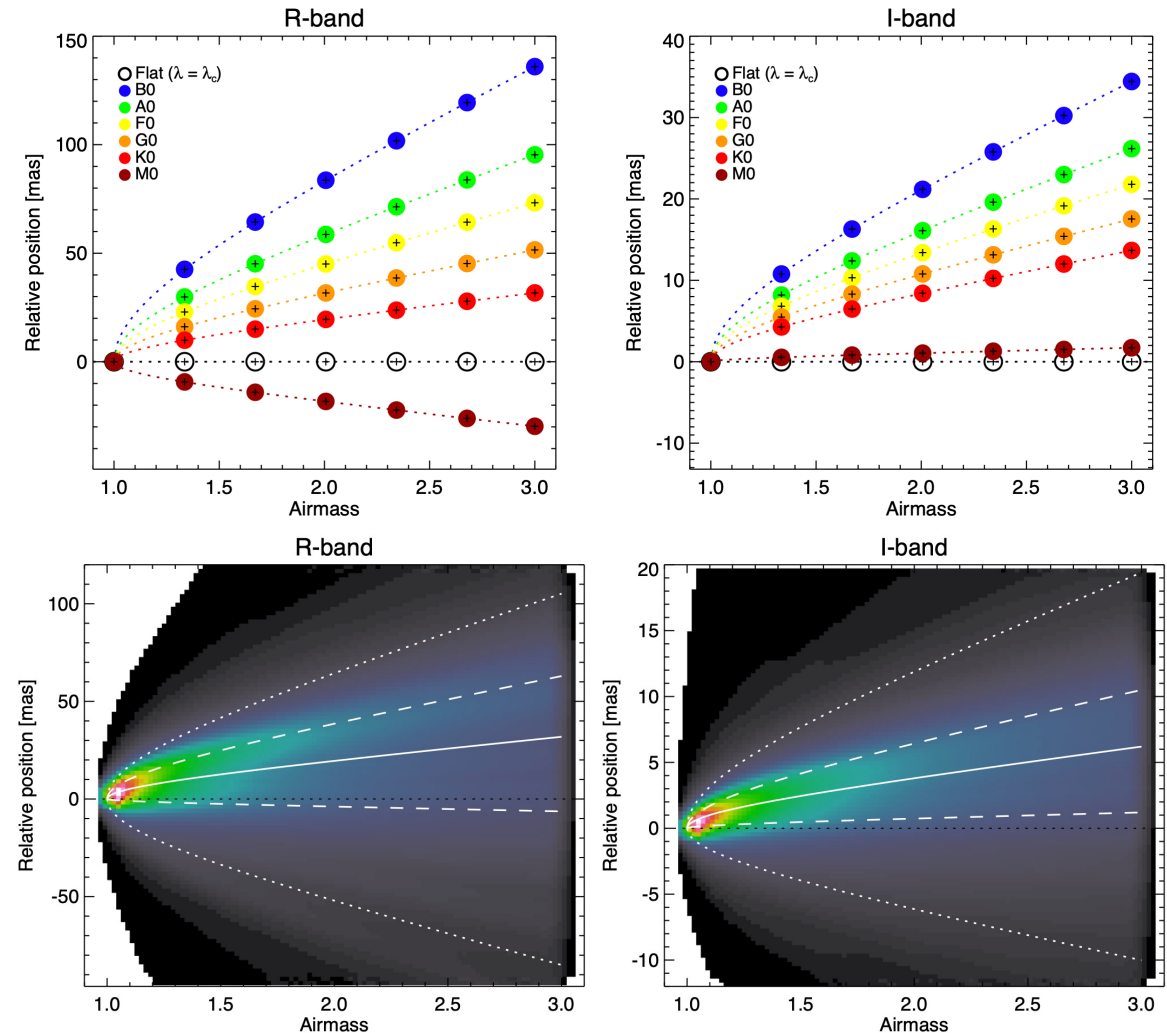 R-band
150
100
50
0
Relative position [mas]
Flat (λ = λc)
B0
A0
F0
G0
K0
M0
1.0 1.5 2.0 2.5 3.0
Airmass
I-band
40
30
20
10
0
-10
Relative position [mas]
Flat (λ = λc)
B0
A0
F0
G0
K0
M0
1.0 1.5 2.0 2.5 3.0
Airmass
R-band
100
50
0
-50
Relative position [mas]
1.0 1.5 2.0 2.5 3.0
Airmass
I-band
20
15
10
5
0
-5
-10
Relative position [mas]
1.0 1.5 2.0 2.5 3.0
Airmass